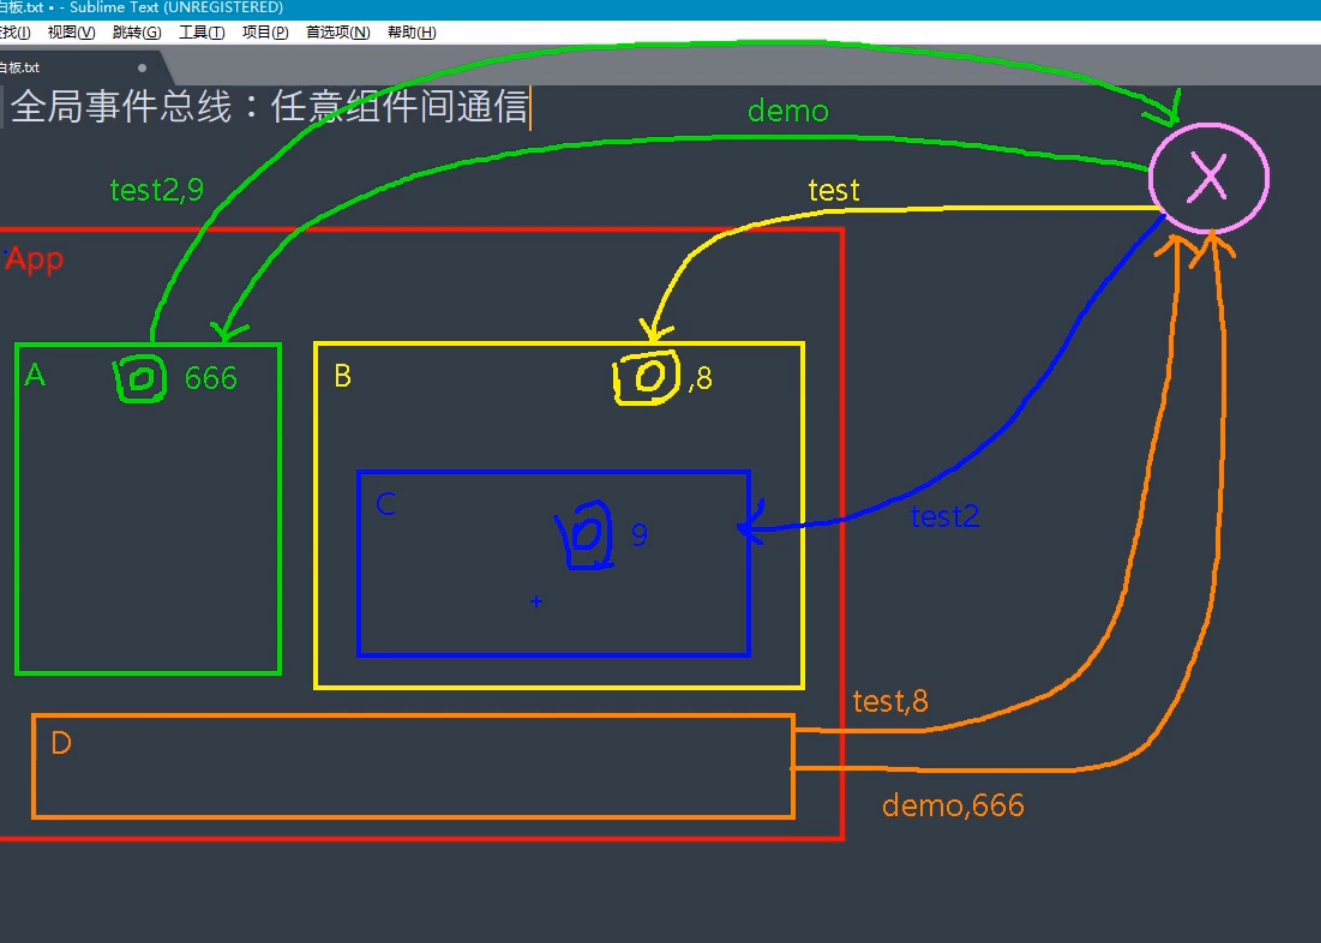 白板.txt • - Sublime Text (UNREGISTERED)
查找(I) 视图(V) 跳转(G) 工具(T) 项目(P) 首选项(N) 帮助(H)
白板.txt
全局事件总线：任意组件间通信
demo
test2,9
test
X
App
A
666
B
,8
C
9
test2
test,8
D
demo,666